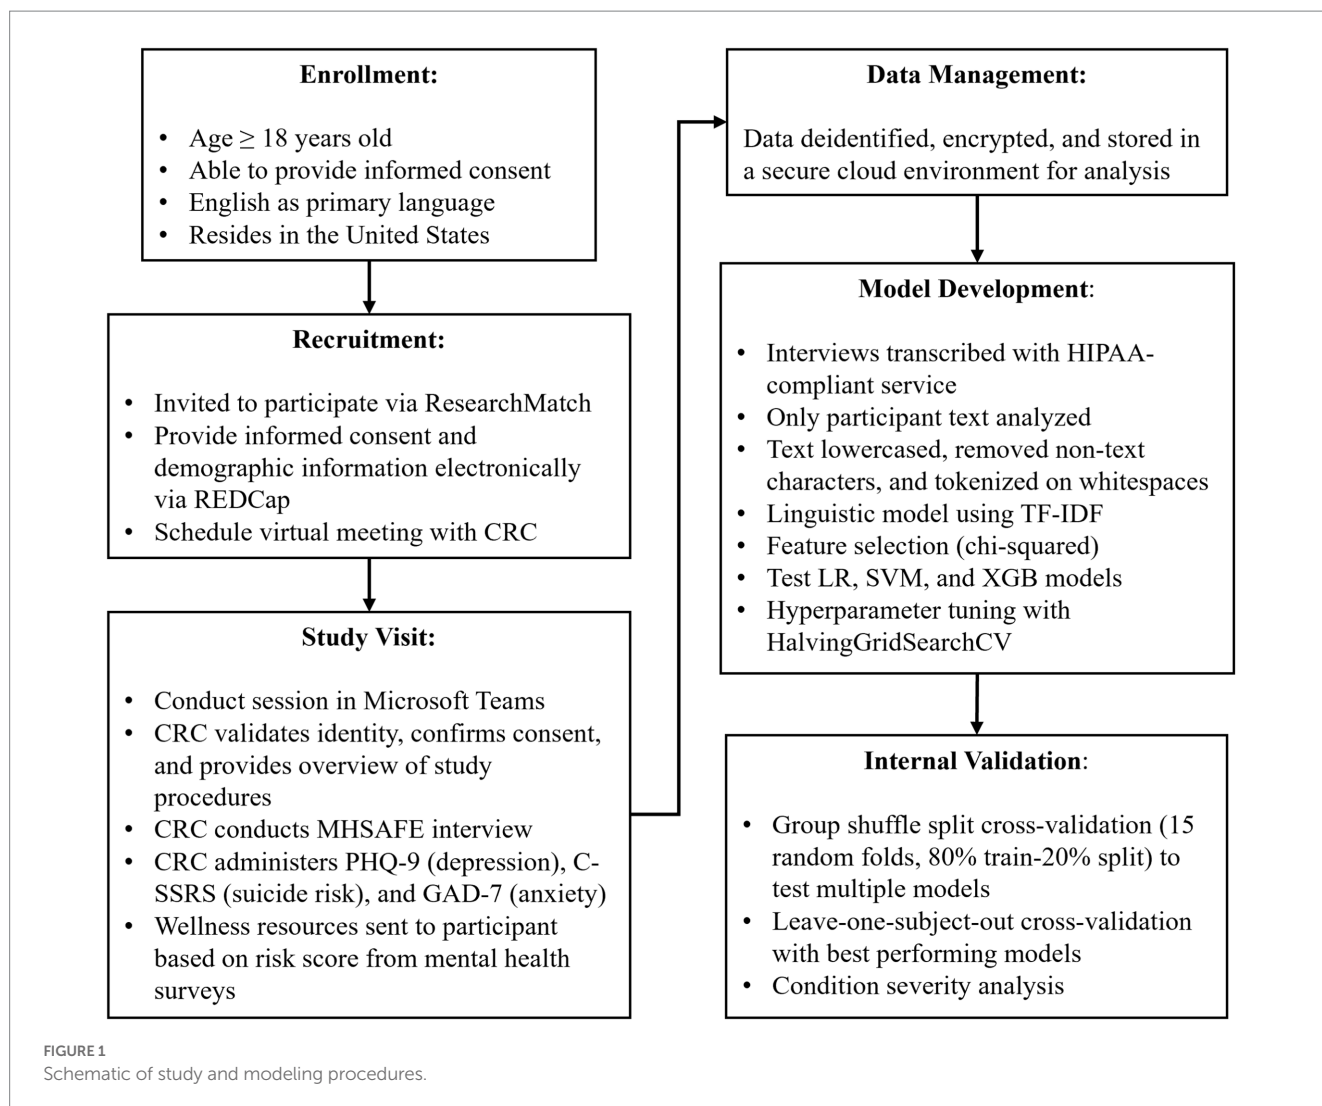 Enrollment:
• Age ≥ 18 years old
• Able to provide informed consent
• English as primary language
• Resides in the United States
Recruitment:
• Invited to participate via ResearchMatch
• Provide informed consent and
demographic information electronically
via REDCap
• Schedule virtual meeting with CRC
Study Visit:
• Conduct session in Microsoft Teams
• CRC validates identity, confirms consent,
and provides overview of study
procedures
• CRC conducts MHSAFE interview
• CRC administers PHQ-9 (depression), C-
SSRS (suicide risk), and GAD-7 (anxiety)
• Wellness resources sent to participant
based on risk score from mental health
surveys
Data Management:
Data deidentified, encrypted, and stored in
a secure cloud environment for analysis
Model Development:
• Interviews transcribed with HIPAA-
compliant service
• Only participant text analyzed
• Text lowercased, removed non-text
characters, and tokenized on whitespaces
• Linguistic model using TF-IDF
• Feature selection (chi-squared)
• Test LR, SVM, and XGB models
• Hyperparameter tuning with
HalvingGridSearchCV
Internal Validation:
• Group shuffle split cross-validation (15
random folds, 80% train-20% split) to
test multiple models
• Leave-one-subject-out cross-validation
with best performing models
• Condition severity analysis
FIGURE 1
Schematic of study and modeling procedures.